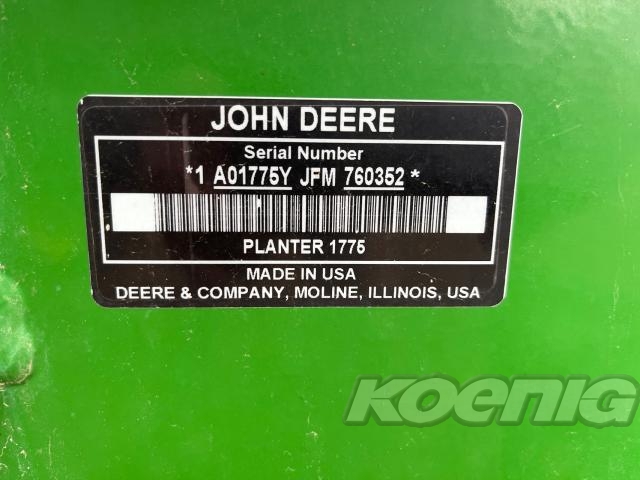 JOHN DEERE
Serial Number
*1 A01775Y JFM 760352 *
PLANTER 1775
MADE IN USA
DEERE & COMPANY, MOLINE, ILLINOIS, USA
KOENIG